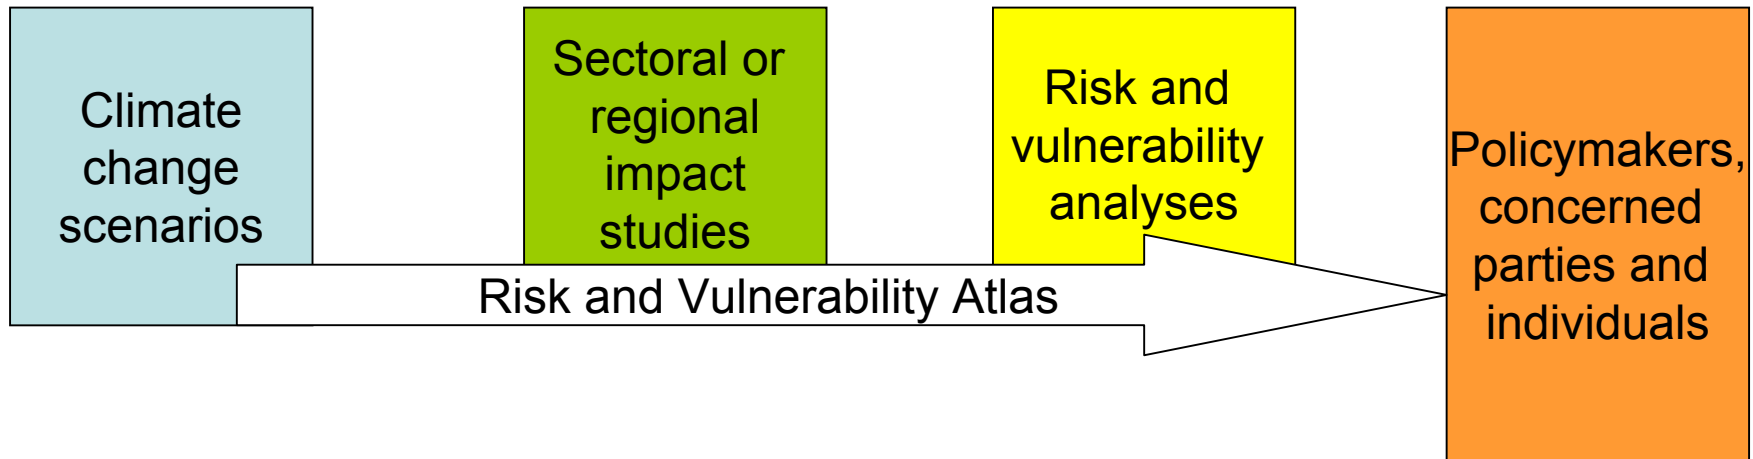 Climate
change
scenarios
Sectoral or
regional
impact
studies
Risk and
vulnerability
analyses
Policymakers,
concerned
parties and
individuals
Risk and Vulnerability Atlas